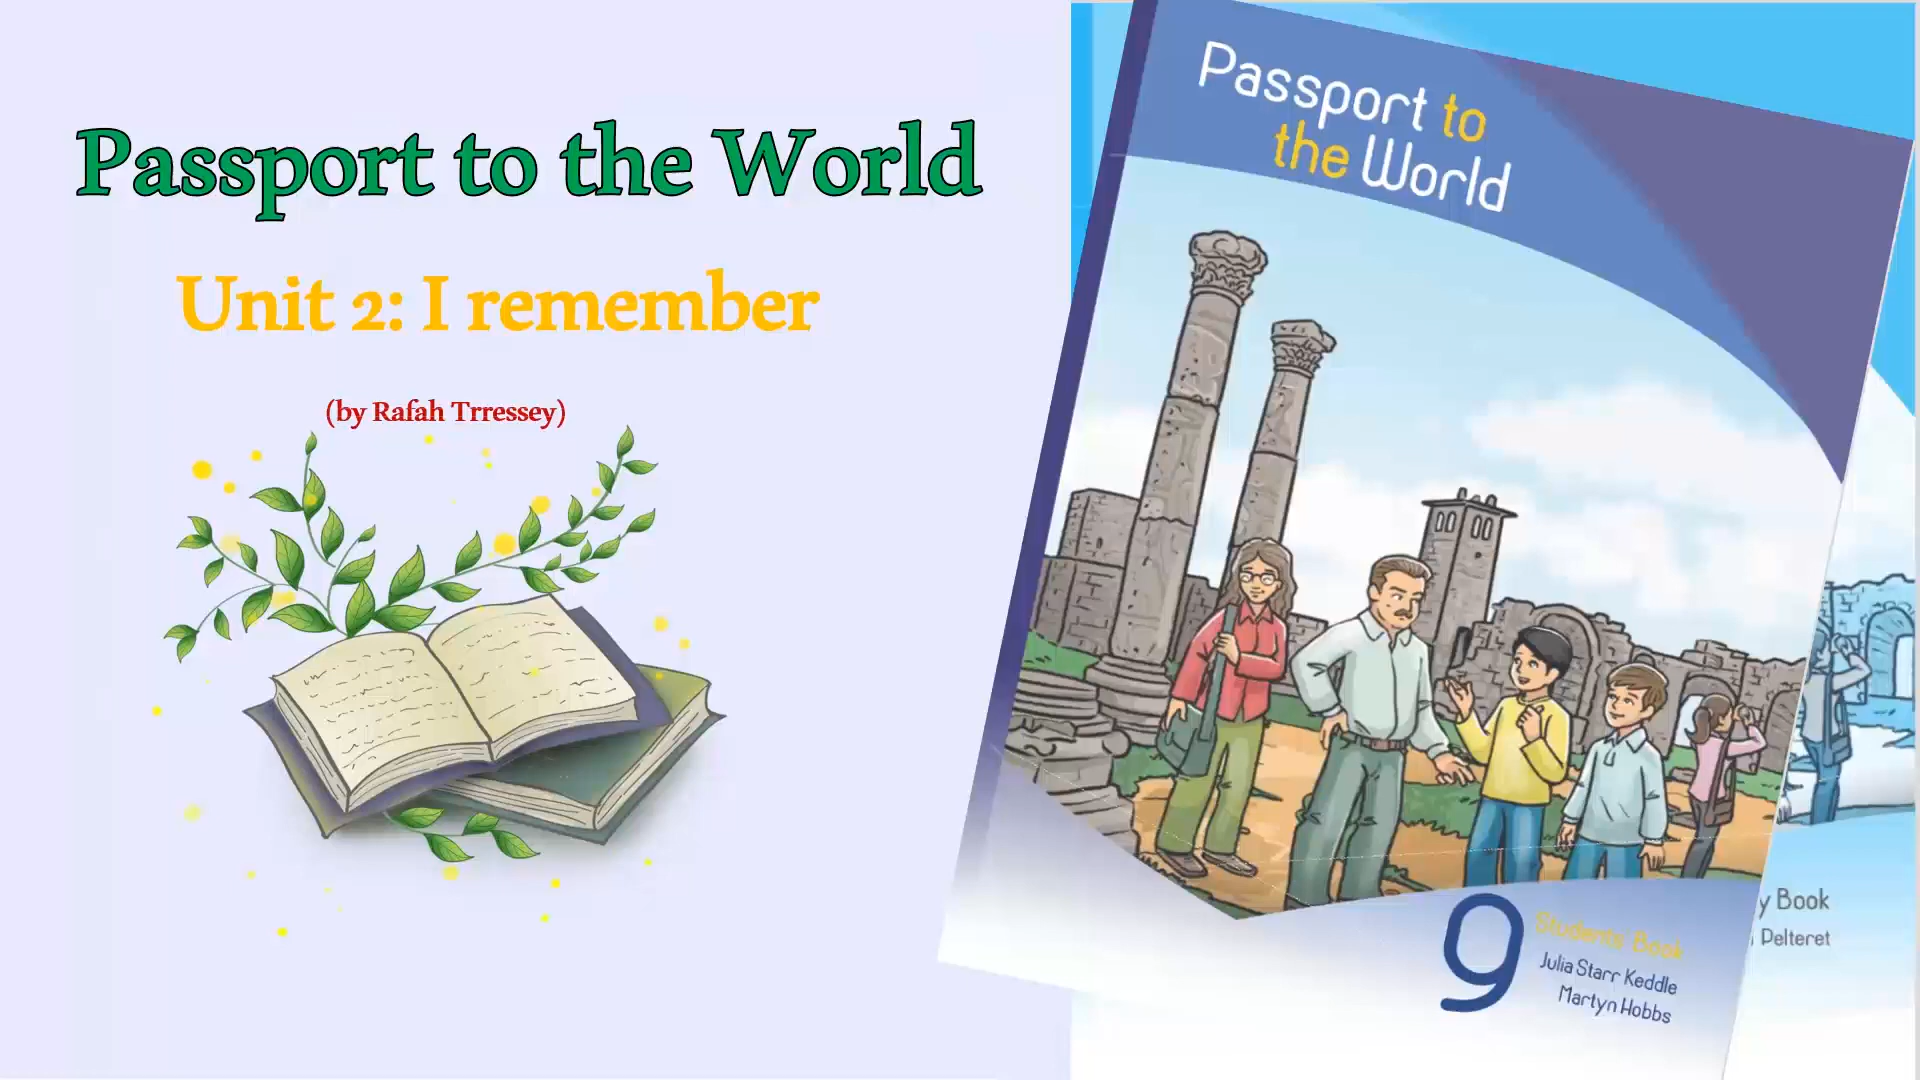 Passport to the World
Unit 2: I remember
(by Rafah Trressey)
Passport to
the World
9
Students' Book
Julia Starr Keddle
Martyn Hobbs
y Book
Pelteret